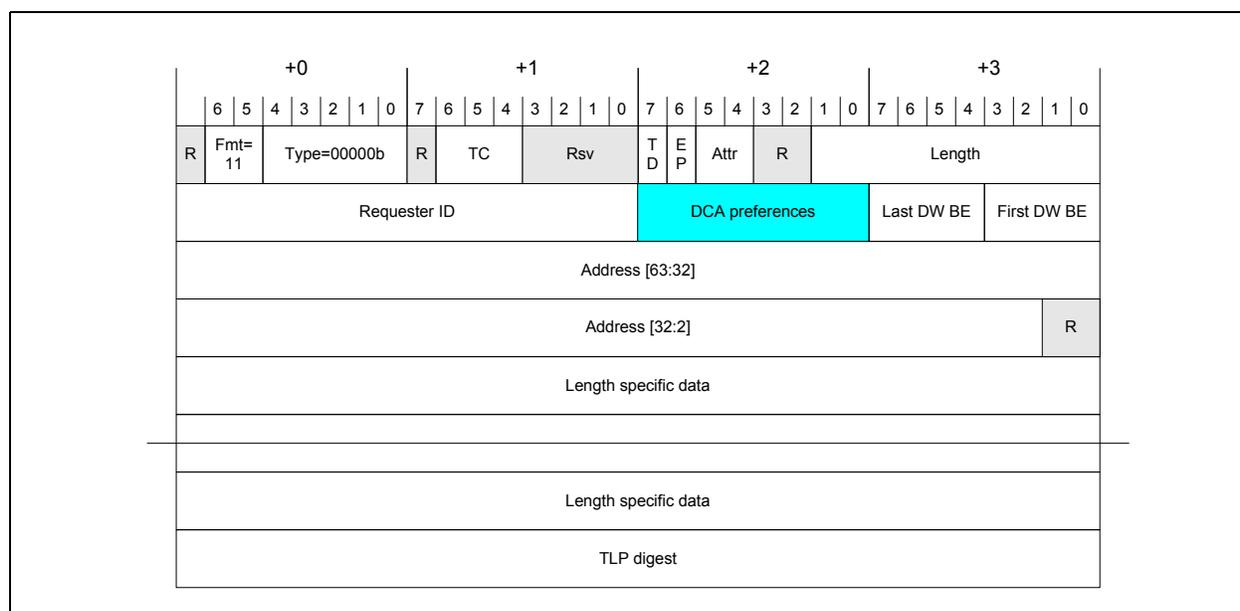 +0 +1 +2 +3
6 5 4 3 2 1 0 7 6 5 4 3 2 1 0 7 6 5 4 3 2 1 0 7 6 5 4 3 2 1 0
R Fmt= 11 Type=00000b R TC Rsv T D E P Attr R Length
Requester ID DCA preferences Last DW BE First DW BE
Address [63:32]
Address [32:2] R
Length specific data
Length specific data
TLP digest